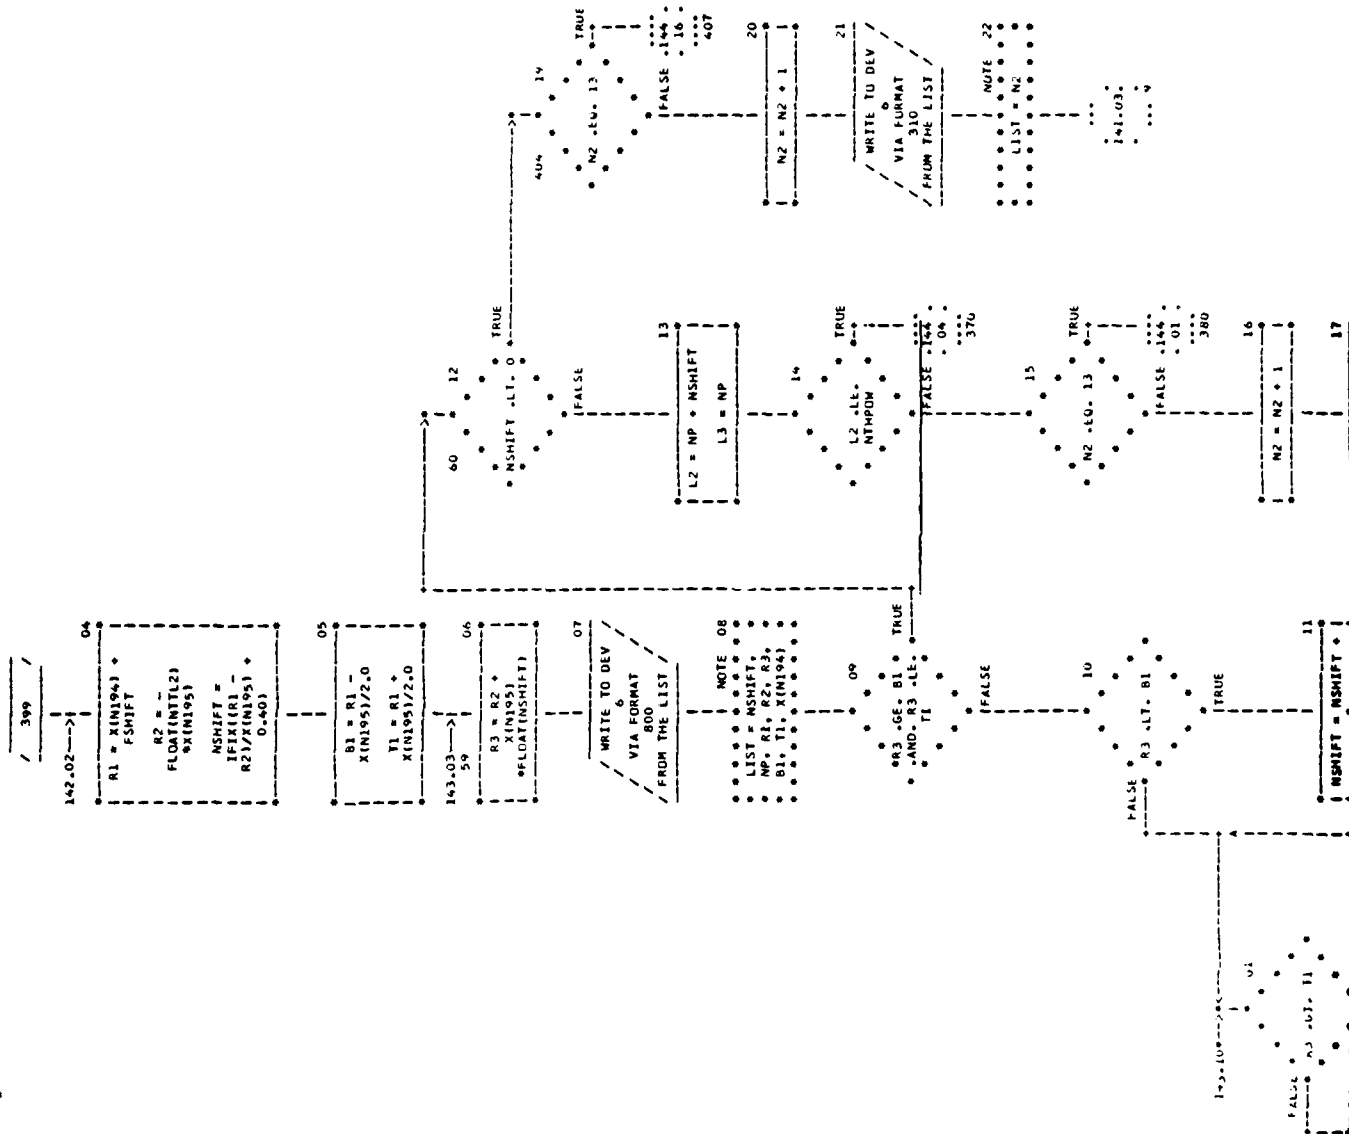 / 399 /
142.02--->
04
R1 = X(N194) +
FSHIFT
R2 = -
FLOAT(NTTL2)
*X(N195)
NSHIFT =
IFIX((R1 -
R2)/X(N195) +
0.40)
05
B1 = R1 -
X(N195)/2.0
T1 = R1 +
X(N195)/2.0
143.03--->
59
06
R3 = R2 +
X(N195)
*FLOAT(NSHIFT)
07
WRITE TO DEV
6
VIA FORMAT
800
FROM THE LIST
NOTE 08
LIST = NSHIFT,
NP, R1, R2, R3,
B1, T1, X(N194)
09
R3 .GE. B1
.AND. R3 .LE.
T1
TRUE
(FALSE
10
FALSE
R3 .LT. B1
(TRUE
11
NSHIFT = NSHIFT +
01
R3 .GT. T1
FALSE
60
12
NSHIFT .LT. 0
TRUE
(FALSE
13
L2 = NP + NSHIFT
L3 = NP
14
L2 .LE.
NTHPOW
TRUE
(FALSE
.144 .
. 04 .
370
15
N2 .EQ. 13
TRUE
(FALSE
.144 .
. 01 .
380
16
N2 = N2 + 1
17
404
19
N2 .EQ. 13
TRUE
(FALSE
.144 .
. 16 .
407
20
N2 = N2 + 1
21
WRITE TO DEV
6
VIA FORMAT
310
FROM THE LIST
NOTE 22
LIST = N2
141.03.
9